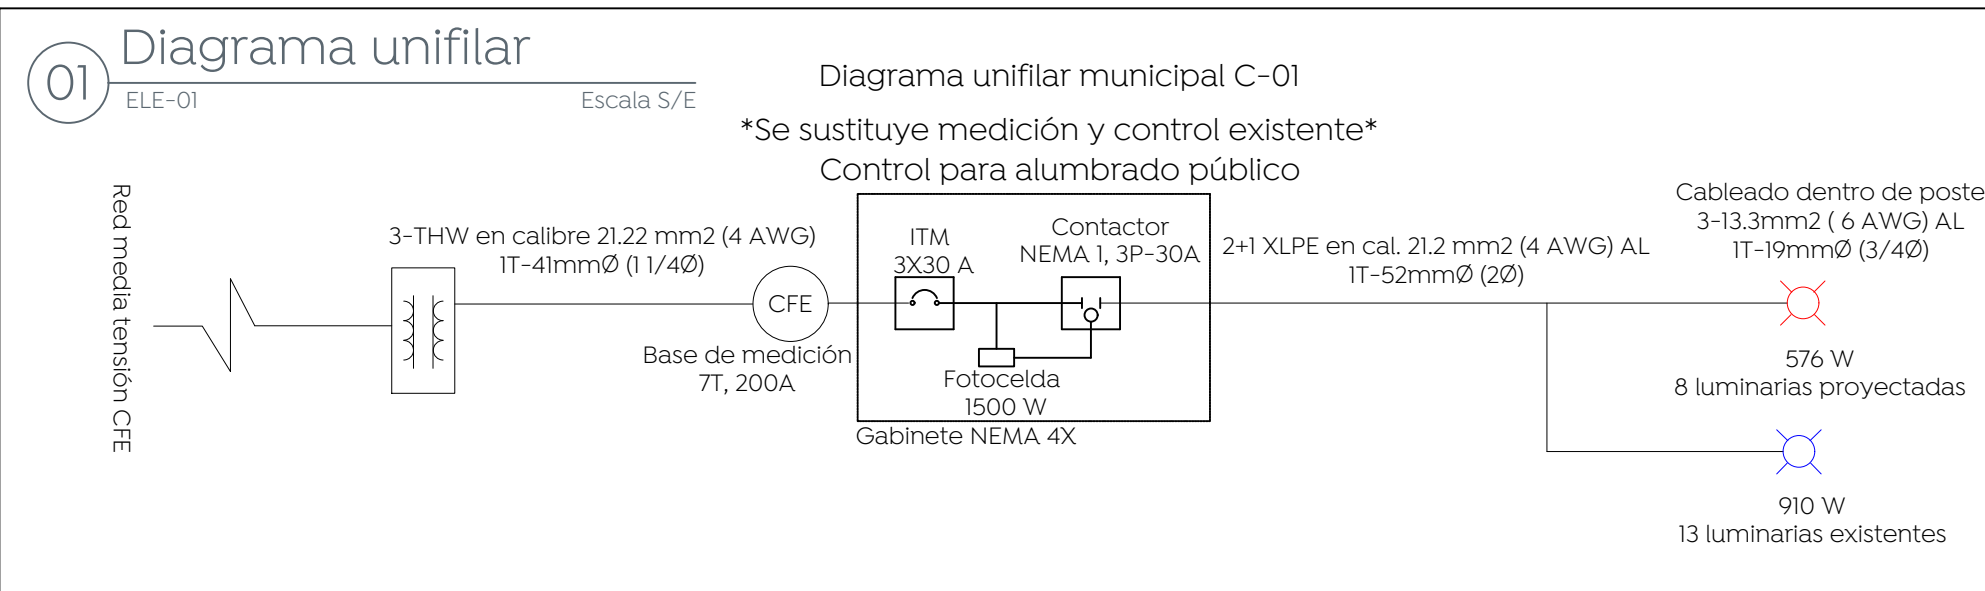 01
Diagrama unifilar
ELE-01
Escala S/E
Diagrama unifilar municipal C-01
*Se sustituye medición y control existente*
Control para alumbrado público
Red media tensión CFE
3-THW en calibre 21.22 mm2 (4 AWG)
1T-41mmØ (1 1/4Ø)
CFE
Base de medición
7T, 200A
ITM
3X30 A
Contactor
NEMA 1, 3P-30A
Fotocelda
1500 W
Gabinete NEMA 4X
2+1 XLPE en cal. 21.2 mm2 (4 AWG) AL
1T-52mmØ (2Ø)
Cableado dentro de poste
3-13.3mm2 ( 6 AWG) AL
1T-19mmØ (3/4Ø)
576 W
8 luminarias proyectadas
910 W
13 luminarias existentes